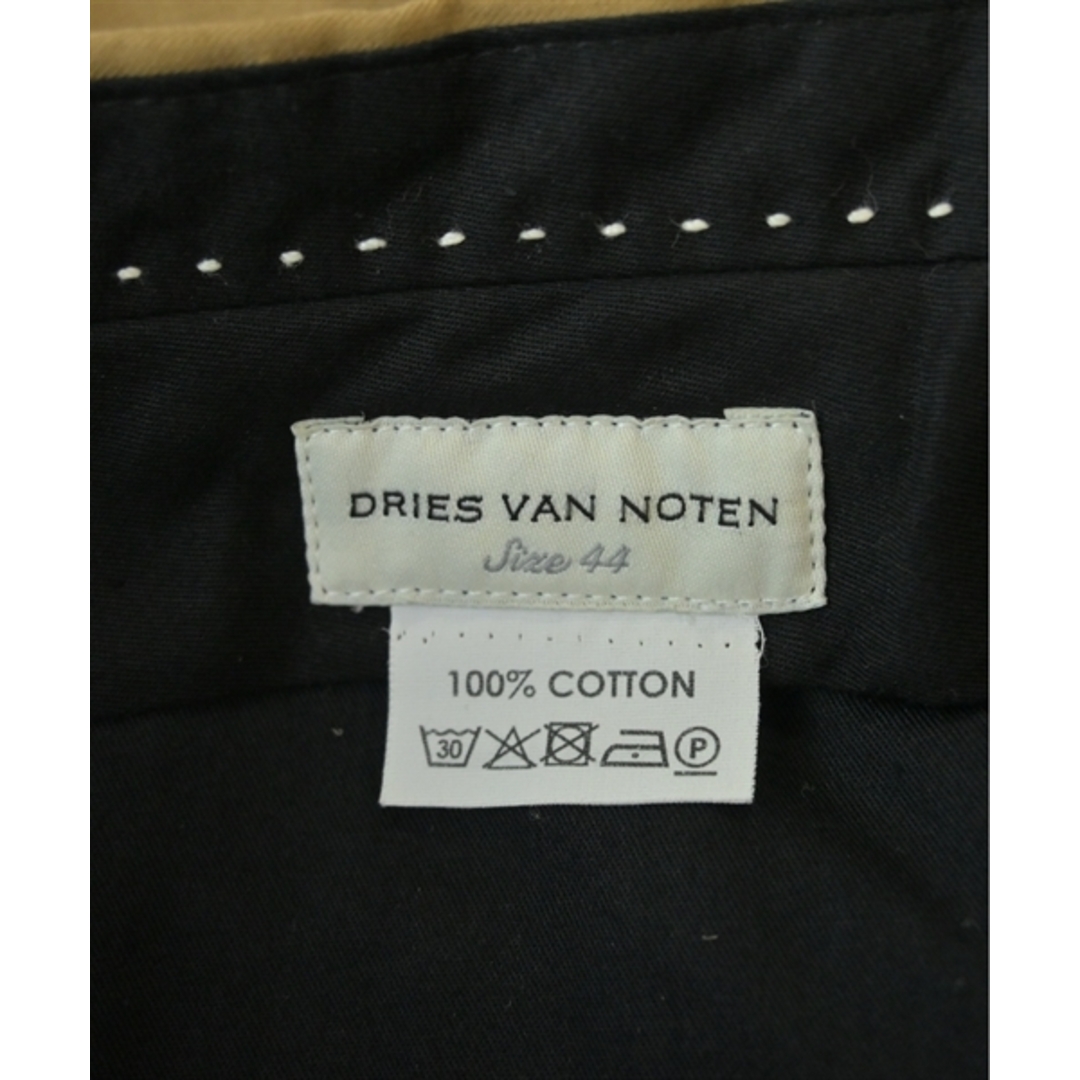 DRIES VAN NOTEN
Size 44
100% COTTON
30 P